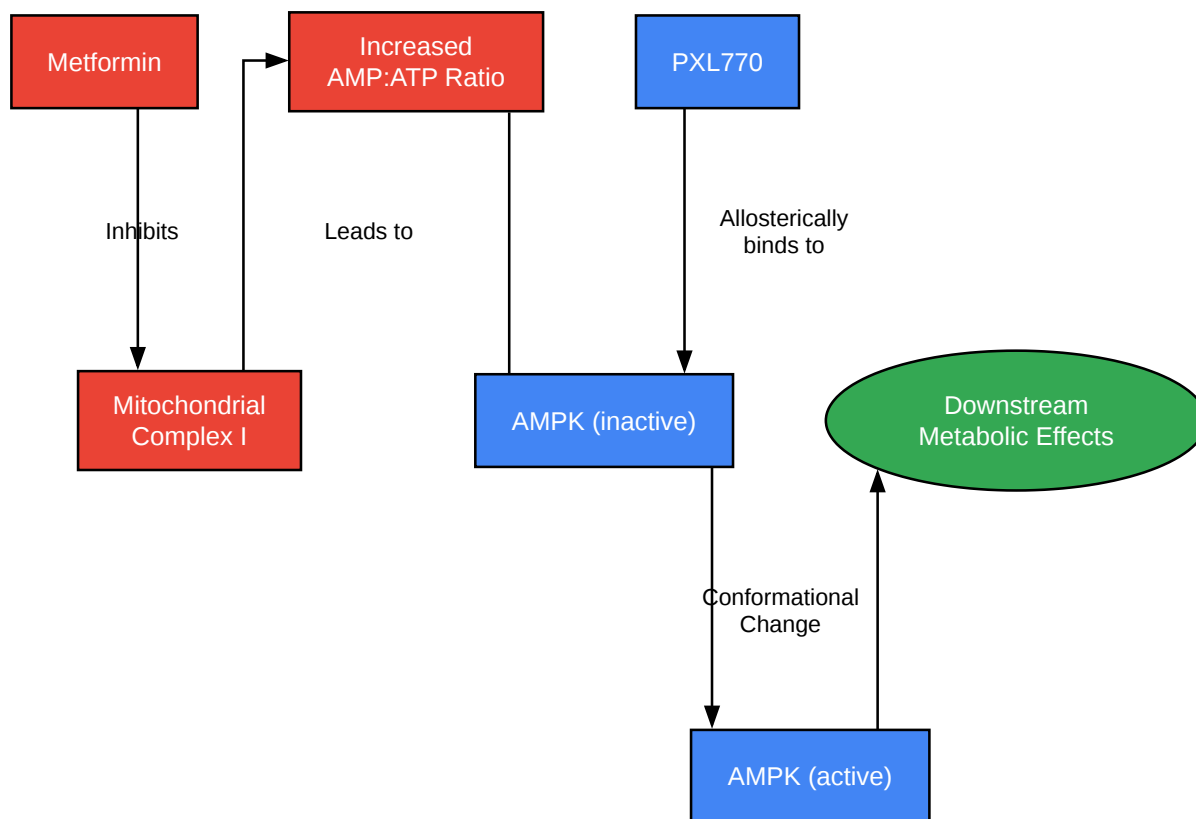 Metformin
Increased
AMP:ATP Ratio
PXL770
Inhibits
Leads to
Allosterically
binds to
Mitochondrial
Complex I
AMPK (inactive)
Downstream
Metabolic Effects
Conformational
Change
AMPK (active)